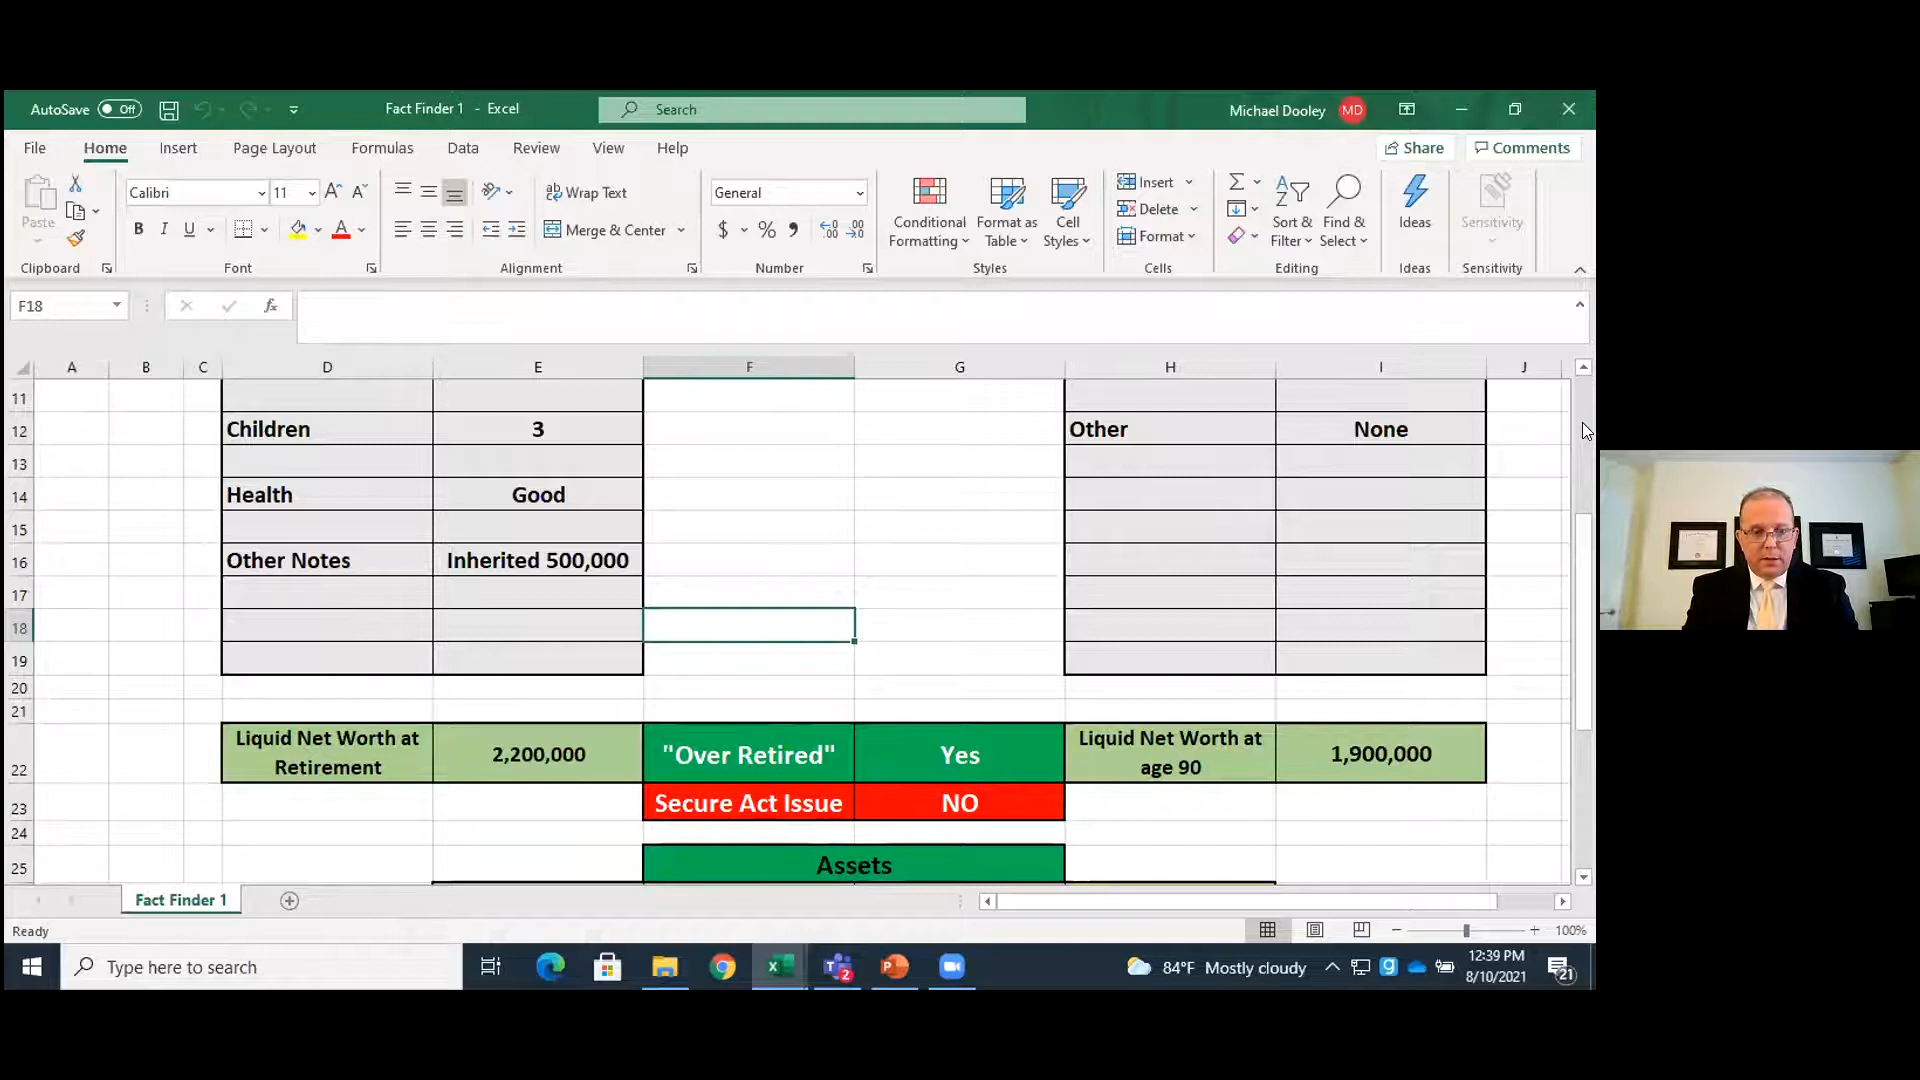 AutoSave Off
Fact Finder 1 - Excel
Search
Michael Dooley MD
File Home Insert Page Layout Formulas Data Review View Help
Share Comments
Paste
Clipboard
Calibri 11
B I U
Font
ab Wrap Text
Merge & Center
Alignment
General
$ % 9
Number
Conditional Formatting
Format as Table
Cell Styles
Styles
Insert
Delete
Format
Cells
Sort & Filter
Find & Select
Editing
Ideas
Ideas
Sensitivity
Sensitivity
F18 fx
A B C D E F G H I J
11
12 Children 3 Other None
13
14 Health Good
15
16 Other Notes Inherited 500,000
17
18
19
20
21
22 Liquid Net Worth at Retirement 2,200,000 "Over Retired" Yes Liquid Net Worth at age 90 1,900,000
23 Secure Act Issue NO
24
25 Assets
Fact Finder 1
Ready 100%
Type here to search
84°F Mostly cloudy
12:39 PM
8/10/2021
21